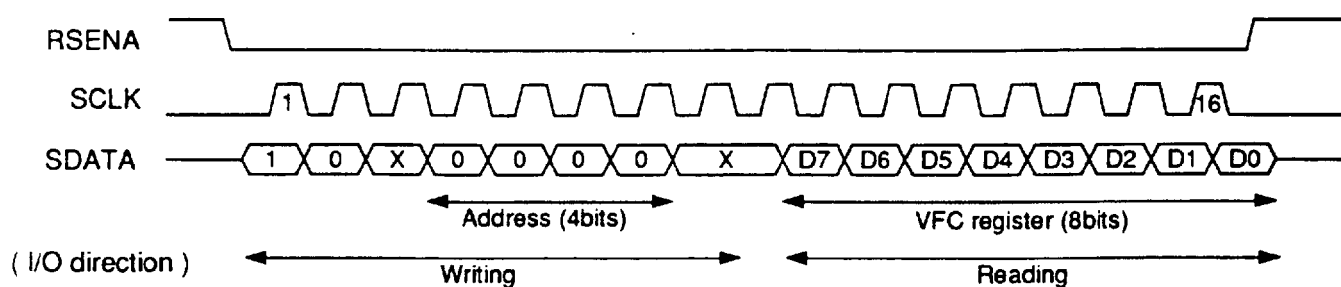 RSENA
SCLK 1 16
SDATA 1 0 X 0 0 0 0 X D7 D6 D5 D4 D3 D2 D1 D0
Address (4bits) VFC register (8bits)
( I/O direction ) Writing Reading